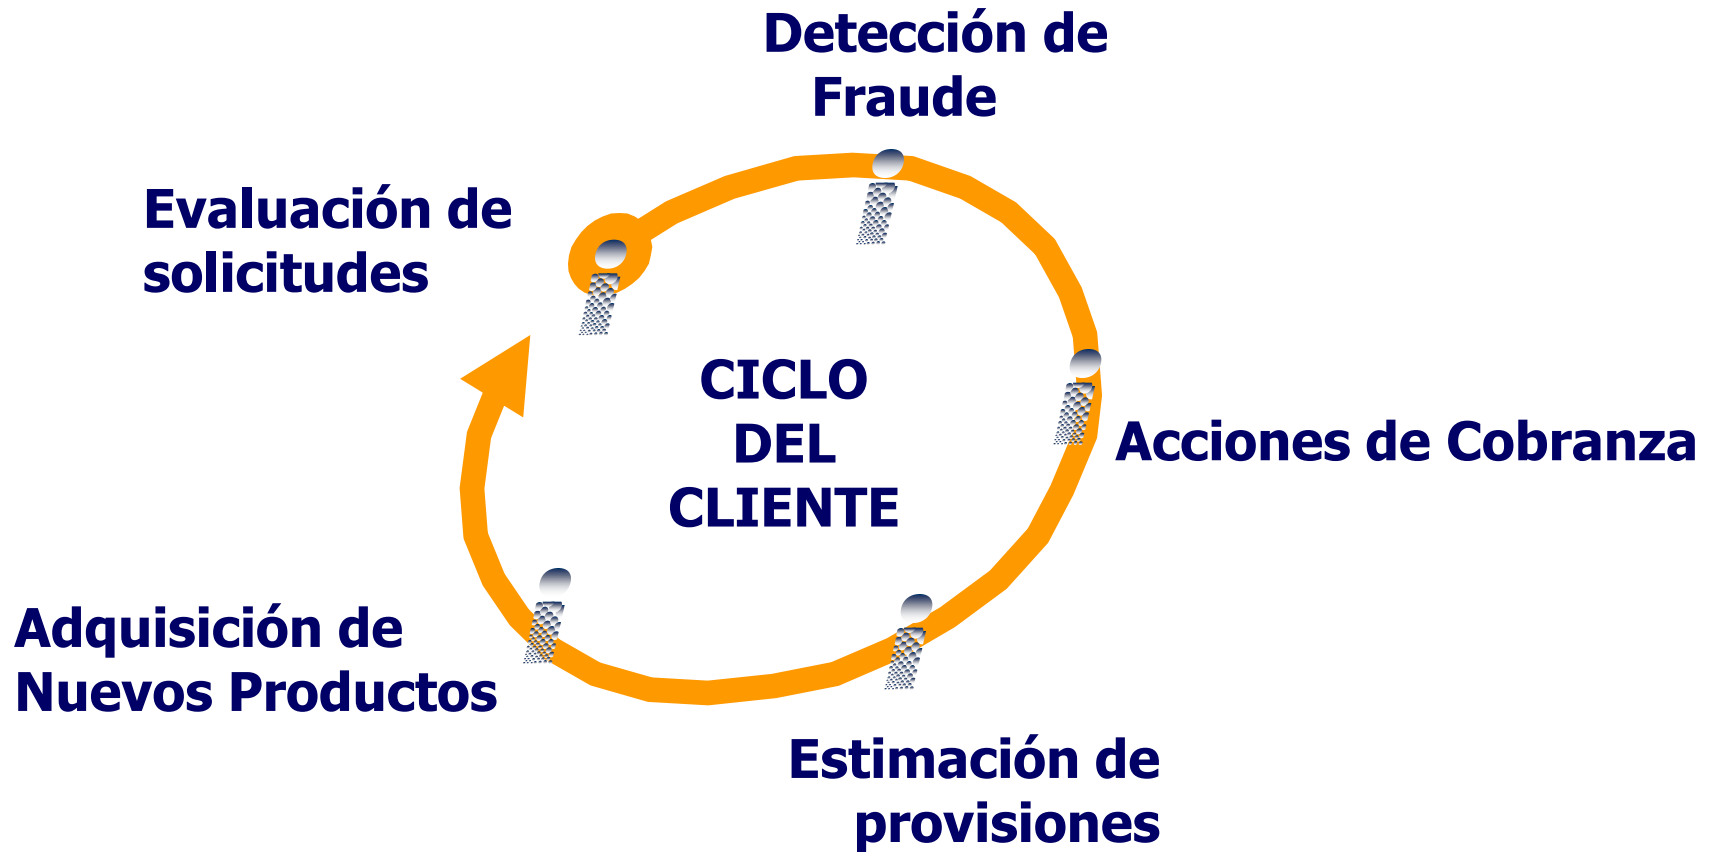 Detección de
Fraude
Evaluación de
solicitudes
CICLO
DEL
CLIENTE
Acciones de Cobranza
Adquisición de
Nuevos Productos
Estimación de
provisiones